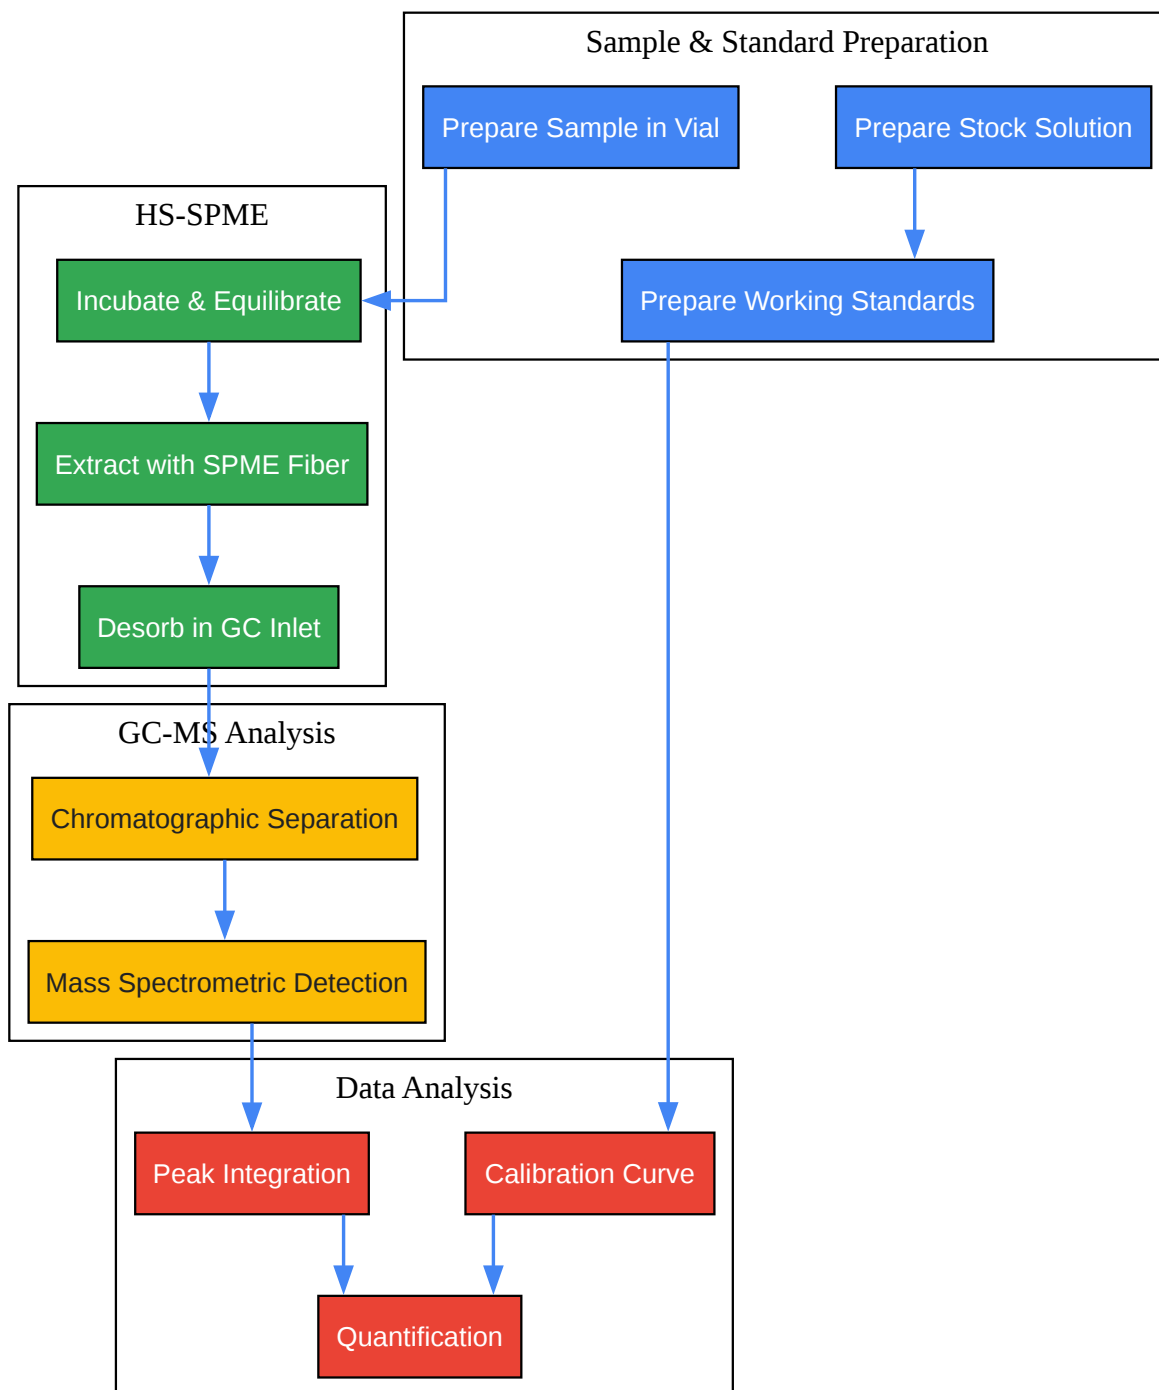 Sample & Standard Preparation
Prepare Sample in Vial
Prepare Stock Solution
Prepare Working Standards
HS-SPME
Incubate & Equilibrate
Extract with SPME Fiber
Desorb in GC Inlet
GC-MS Analysis
Chromatographic Separation
Mass Spectrometric Detection
Data Analysis
Peak Integration
Calibration Curve
Quantification